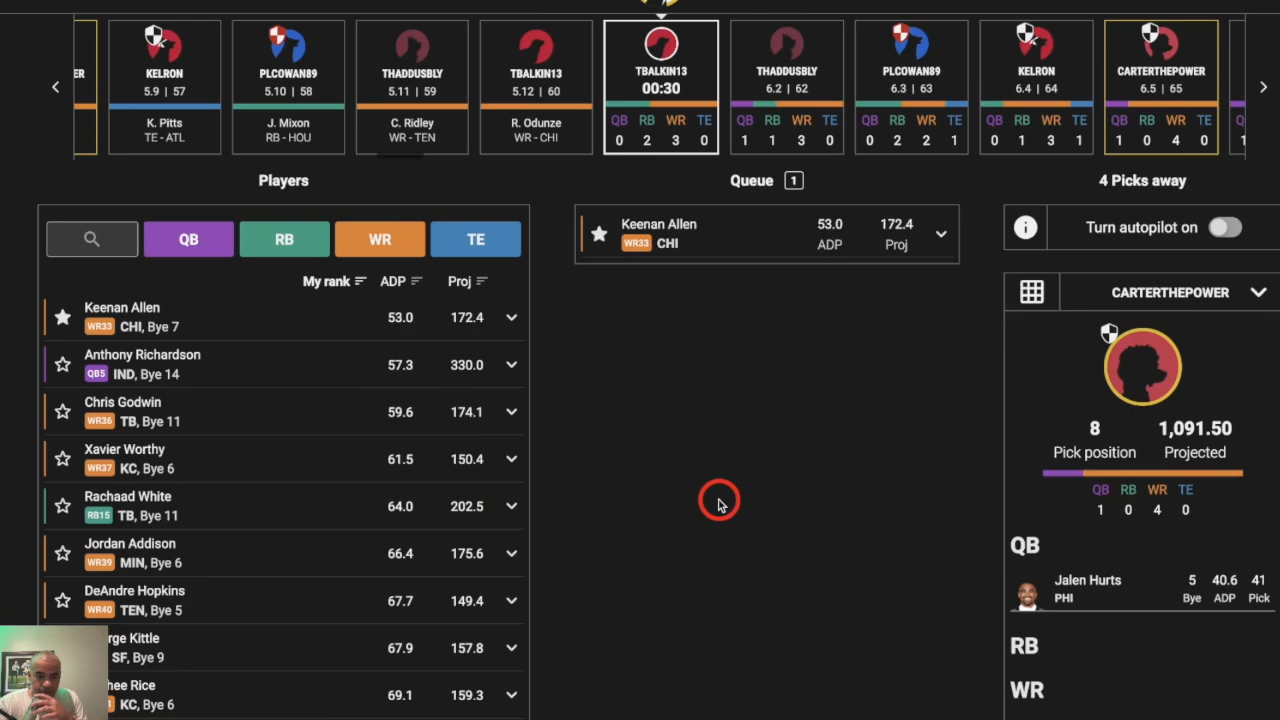 ER
KELRON
5.9 | 57
K. Pitts
TE - ATL
PLCOWAN89
5.10 | 58
J. Mixon
RB - HOU
THADDUSBLY
5.11 | 59
C. Ridley
WR - TEN
TBALKIN13
5.12 | 60
R. Odunze
WR - CHI
TBALKIN13
00:30
QB RB WR TE
0 2 3 0
THADDUSBLY
6.2 | 62
QB RB WR TE
1 1 3 0
PLCOWAN89
6.3 | 63
QB RB WR TE
0 2 2 1
KELRON
6.4 | 64
QB RB WR TE
0 1 3 1
CARTERTHEPOWER
6.5 | 65
QB RB WR TE
1 0 4 0
Players
QB RB WR TE
My rank ADP Proj
Keenan Allen
WR33 CHI, Bye 7 53.0 172.4
Anthony Richardson
QB5 IND, Bye 14 57.3 330.0
Chris Godwin
WR36 TB, Bye 11 59.6 174.1
Xavier Worthy
WR37 KC, Bye 6 61.5 150.4
Rachaad White
RB15 TB, Bye 11 64.0 202.5
Jordan Addison
WR39 MIN, Bye 6 66.4 175.6
DeAndre Hopkins
WR40 TEN, Bye 5 67.7 149.4
rge Kittle
SF, Bye 9 67.9 157.8
hee Rice
KC, Bye 6 69.1 159.3
Queue 1
Keenan Allen 53.0 172.4
WR33 CHI ADP Proj
4 Picks away
Turn autopilot on
CARTERTHEPOWER
8 1,091.50
Pick position Projected
QB RB WR TE
1 0 4 0
QB
Jalen Hurts 5 40.6 41
PHI Bye ADP Pick
RB
WR